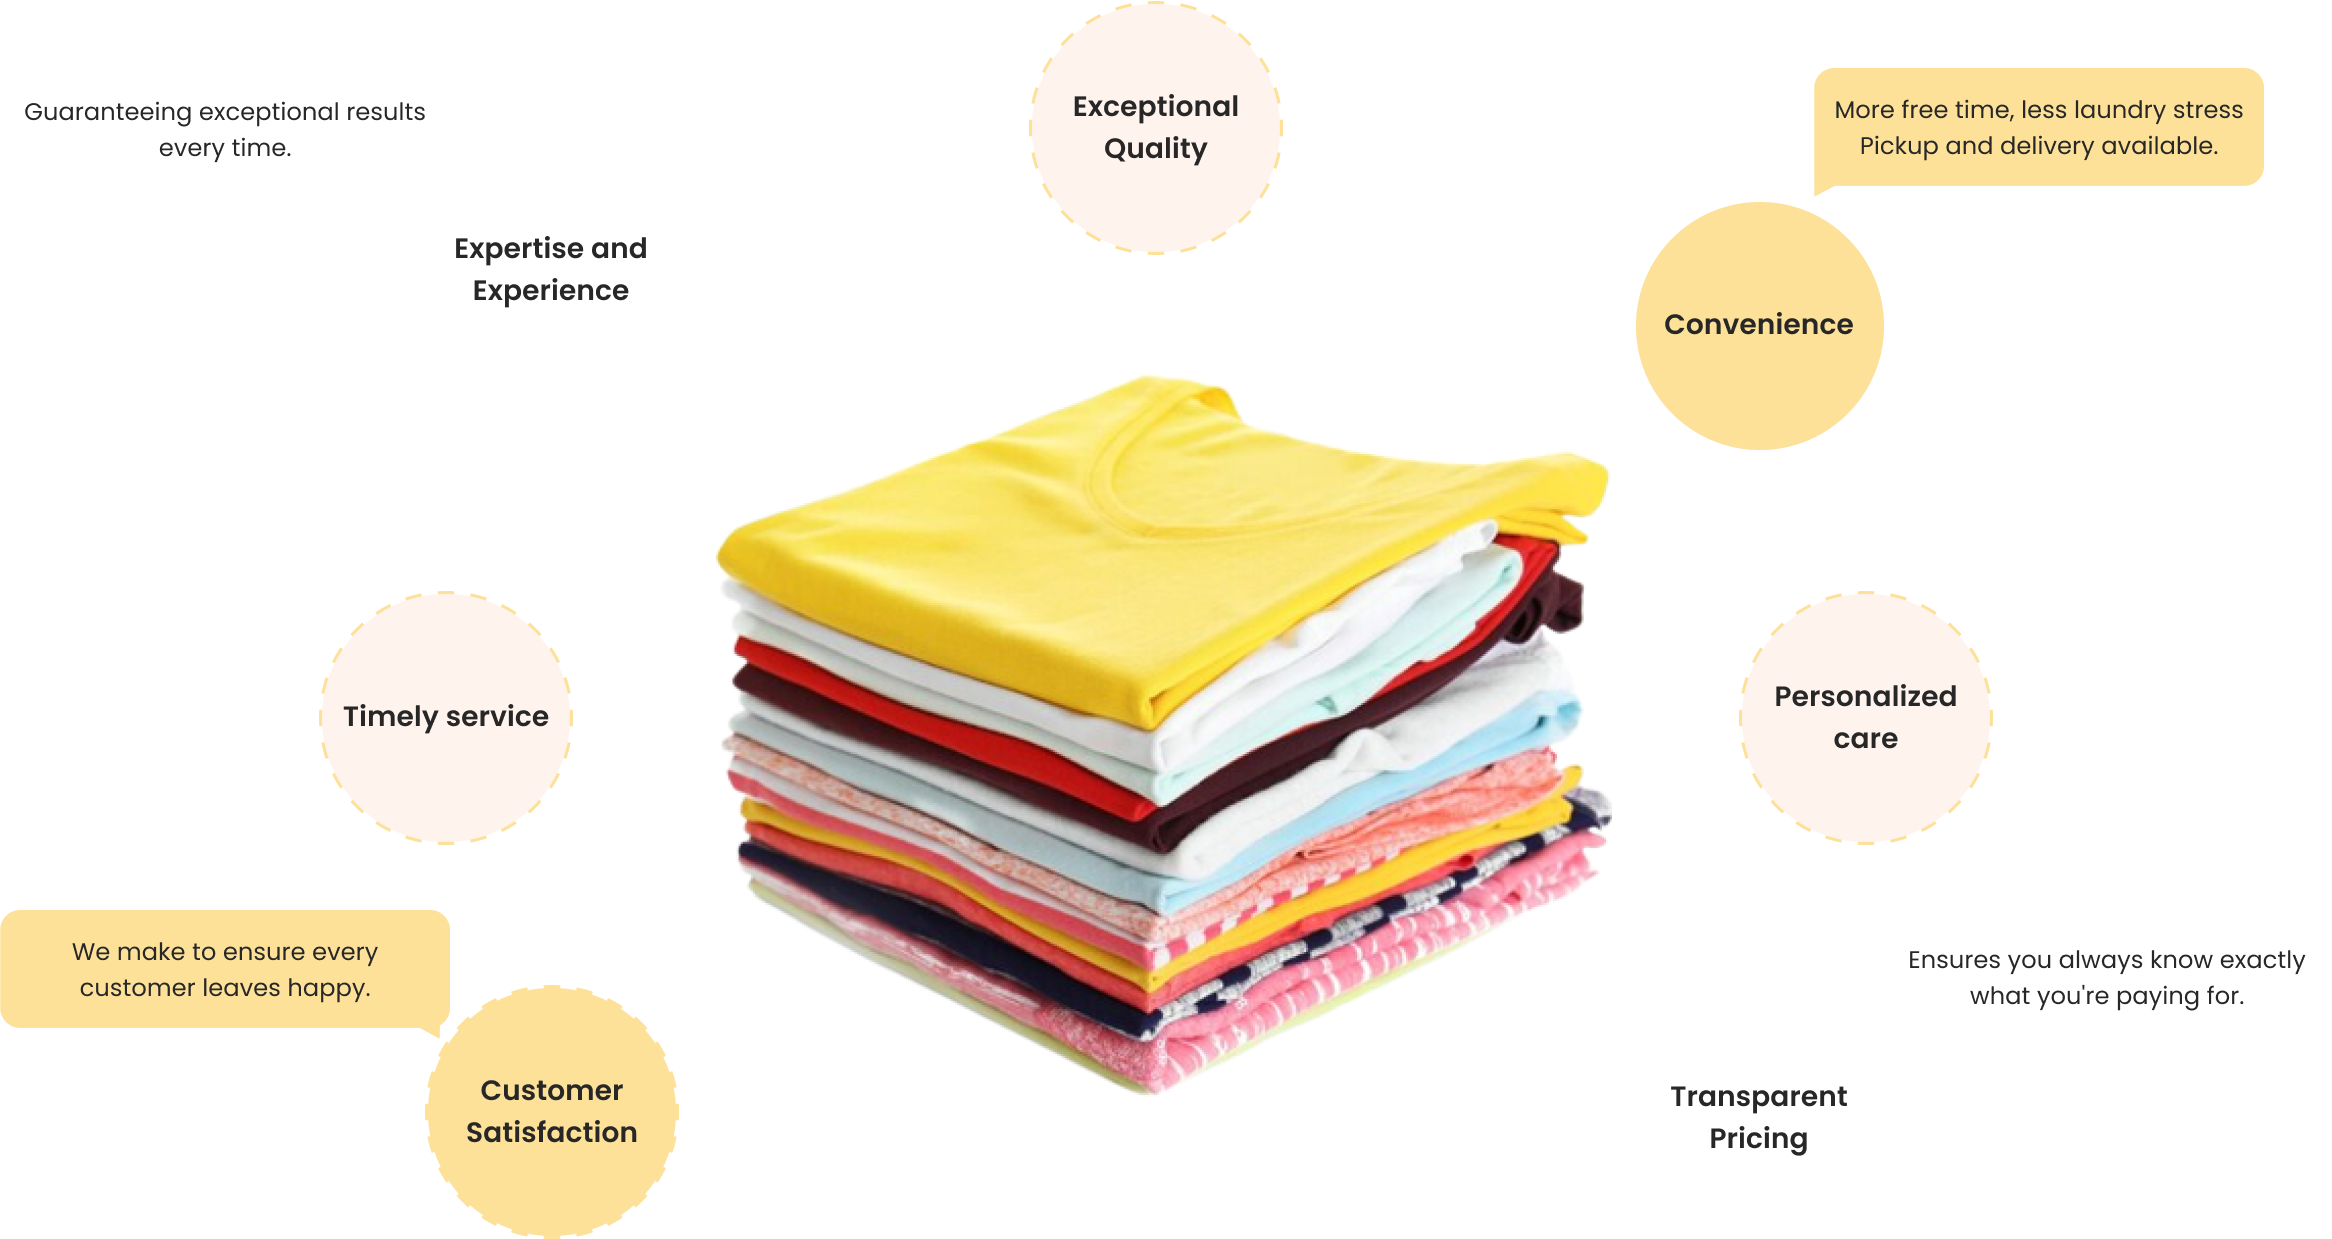 Exceptional
Quality
Guaranteeing exceptional results
every time.
Expertise and
Experience
More free time, less laundry stress
Pickup and delivery available.
Convenience
Timely service
Personalized
care
We make to ensure every
customer leaves happy.
Customer
Satisfaction
Ensures you always know exactly
what you're paying for.
Transparent
Pricing